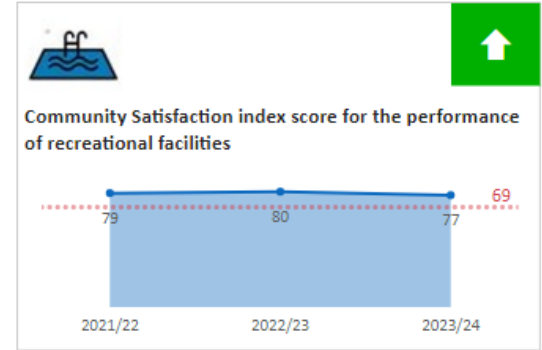 Community Satisfaction index score for the performance
of recreational facilities
69
79 80 77
2021/22 2022/23 2023/24